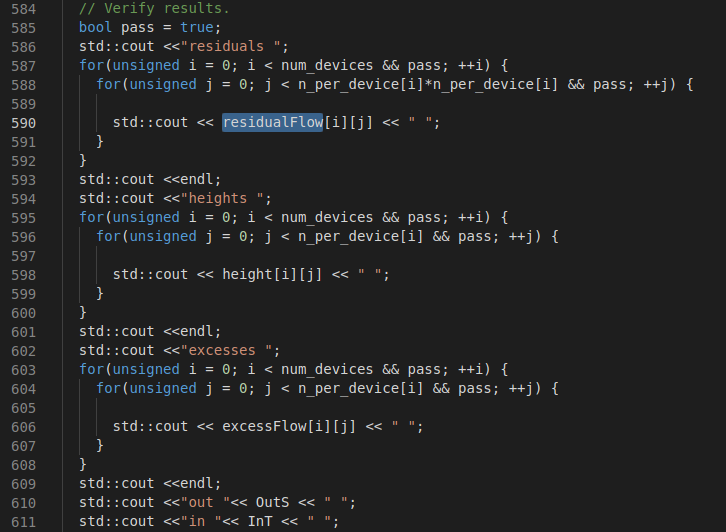 584 // Verify results.
585 bool pass = true;
586 std::cout <<"residuals ";
587 for(unsigned i = 0; i < num_devices && pass; ++i) {
588 for(unsigned j = 0; j < n_per_device[i]*n_per_device[i] && pass; ++j) {
589
590 std::cout << residualFlow[i][j] << " ";
591 }
592 }
593 std::cout <<endl;
594 std::cout <<"heights ";
595 for(unsigned i = 0; i < num_devices && pass; ++i) {
596 for(unsigned j = 0; j < n_per_device[i] && pass; ++j) {
597
598 std::cout << height[i][j] << " ";
599 }
600 }
601 std::cout <<endl;
602 std::cout <<"excesses ";
603 for(unsigned i = 0; i < num_devices && pass; ++i) {
604 for(unsigned j = 0; j < n_per_device[i] && pass; ++j) {
605
606 std::cout << excessFlow[i][j] << " ";
607 }
608 }
609 std::cout <<endl;
610 std::cout <<"out "<< OutS << " ";
611 std::cout <<"in "<< InT << " ";